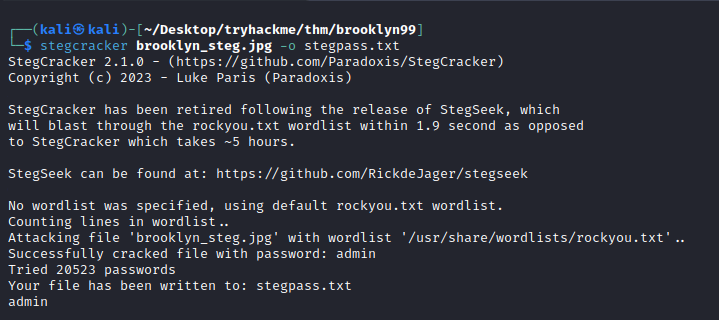 ┌──(kali㉿kali)-[~/Desktop/tryhackme/thm/brooklyn99]
└─$ stegcracker brooklyn_steg.jpg -o stegpass.txt
StegCracker 2.1.0 - (https://github.com/Paradoxis/StegCracker)
Copyright (c) 2023 - Luke Paris (Paradoxis)
StegCracker has been retired following the release of StegSeek, which
will blast through the rockyou.txt wordlist within 1.9 second as opposed
to StegCracker which takes ~5 hours.
StegSeek can be found at: https://github.com/RickdeJager/stegseek
No wordlist was specified, using default rockyou.txt wordlist.
Counting lines in wordlist..
Attacking file 'brooklyn_steg.jpg' with wordlist '/usr/share/wordlists/rockyou.txt'..
Successfully cracked file with password: admin
Tried 20523 passwords
Your file has been written to: stegpass.txt
admin